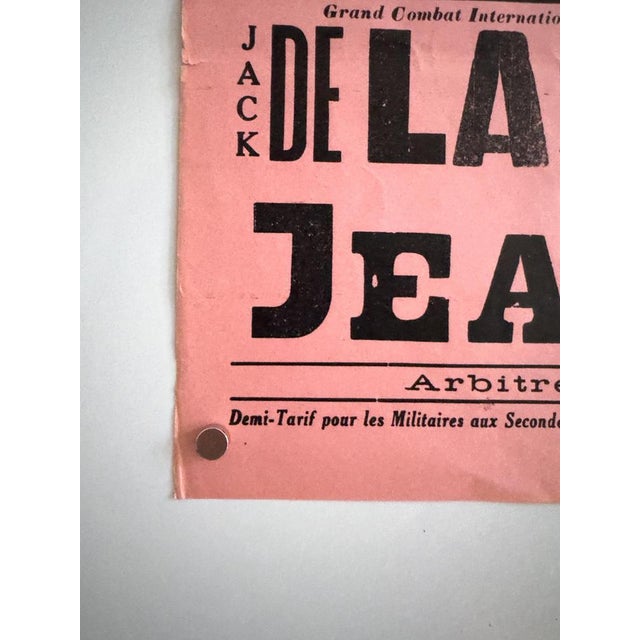 Grand Combat Internatio
JACK DE LA
JEA
Arbitre
Demi-Tarif pour les Militaires aux Seconde